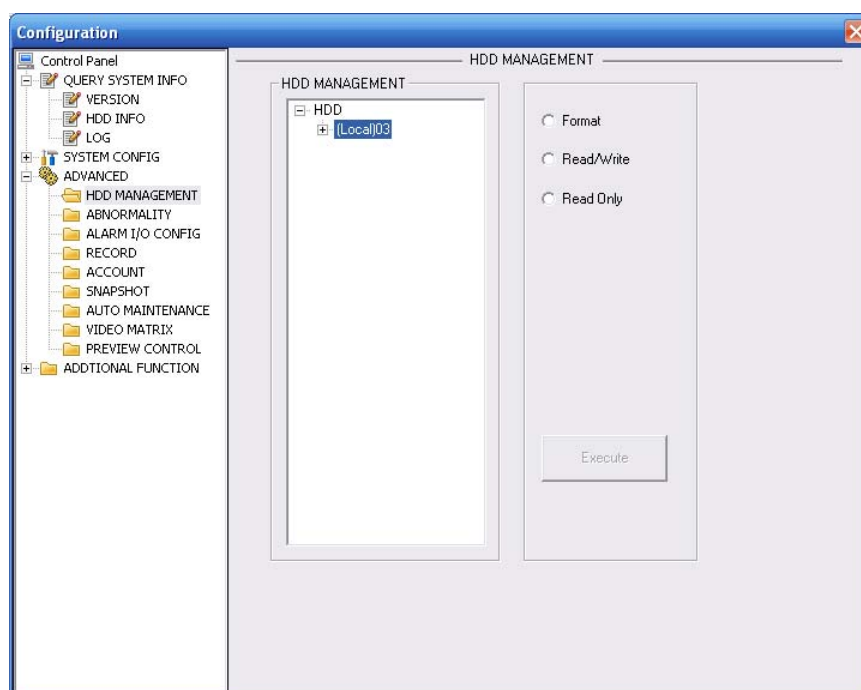 Configuration
Control Panel
QUERY SYSTEM INFO
VERSION
HDD INFO
LOG
SYSTEM CONFIG
ADVANCED
HDD MANAGEMENT
ABNORMALITY
ALARM I/O CONFIG
RECORD
ACCOUNT
SNAPSHOT
AUTO MAINTENANCE
VIDEO MATRIX
PREVIEW CONTROL
ADDTIONAL FUNCTION
HDD MANAGEMENT
HDD MANAGEMENT
HDD
(Local)03
Format
Read/Write
Read Only
Execute